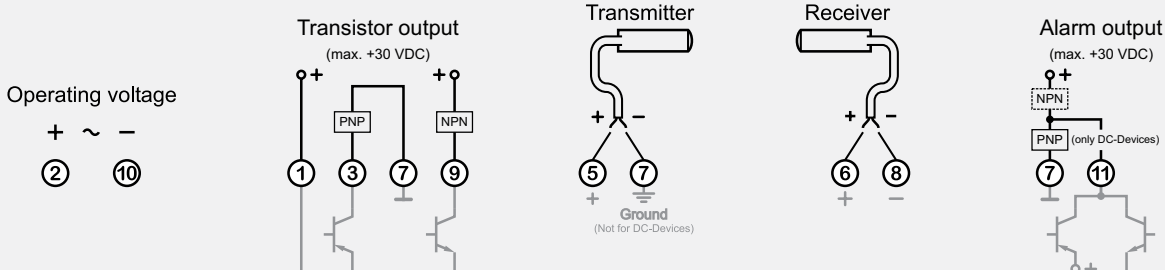 Operating voltage
+ ~ −
2 10
Transistor output
(max. +30 VDC)
+ +
PNP NPN
1 3 7 9
Transmitter
+ −
5 7
+
Ground
(Not for DC-Devices)
Receiver
+ −
6 8
+ −
Alarm output
(max. +30 VDC)
+
NPN
PNP (only DC-Devices)
7 11
+